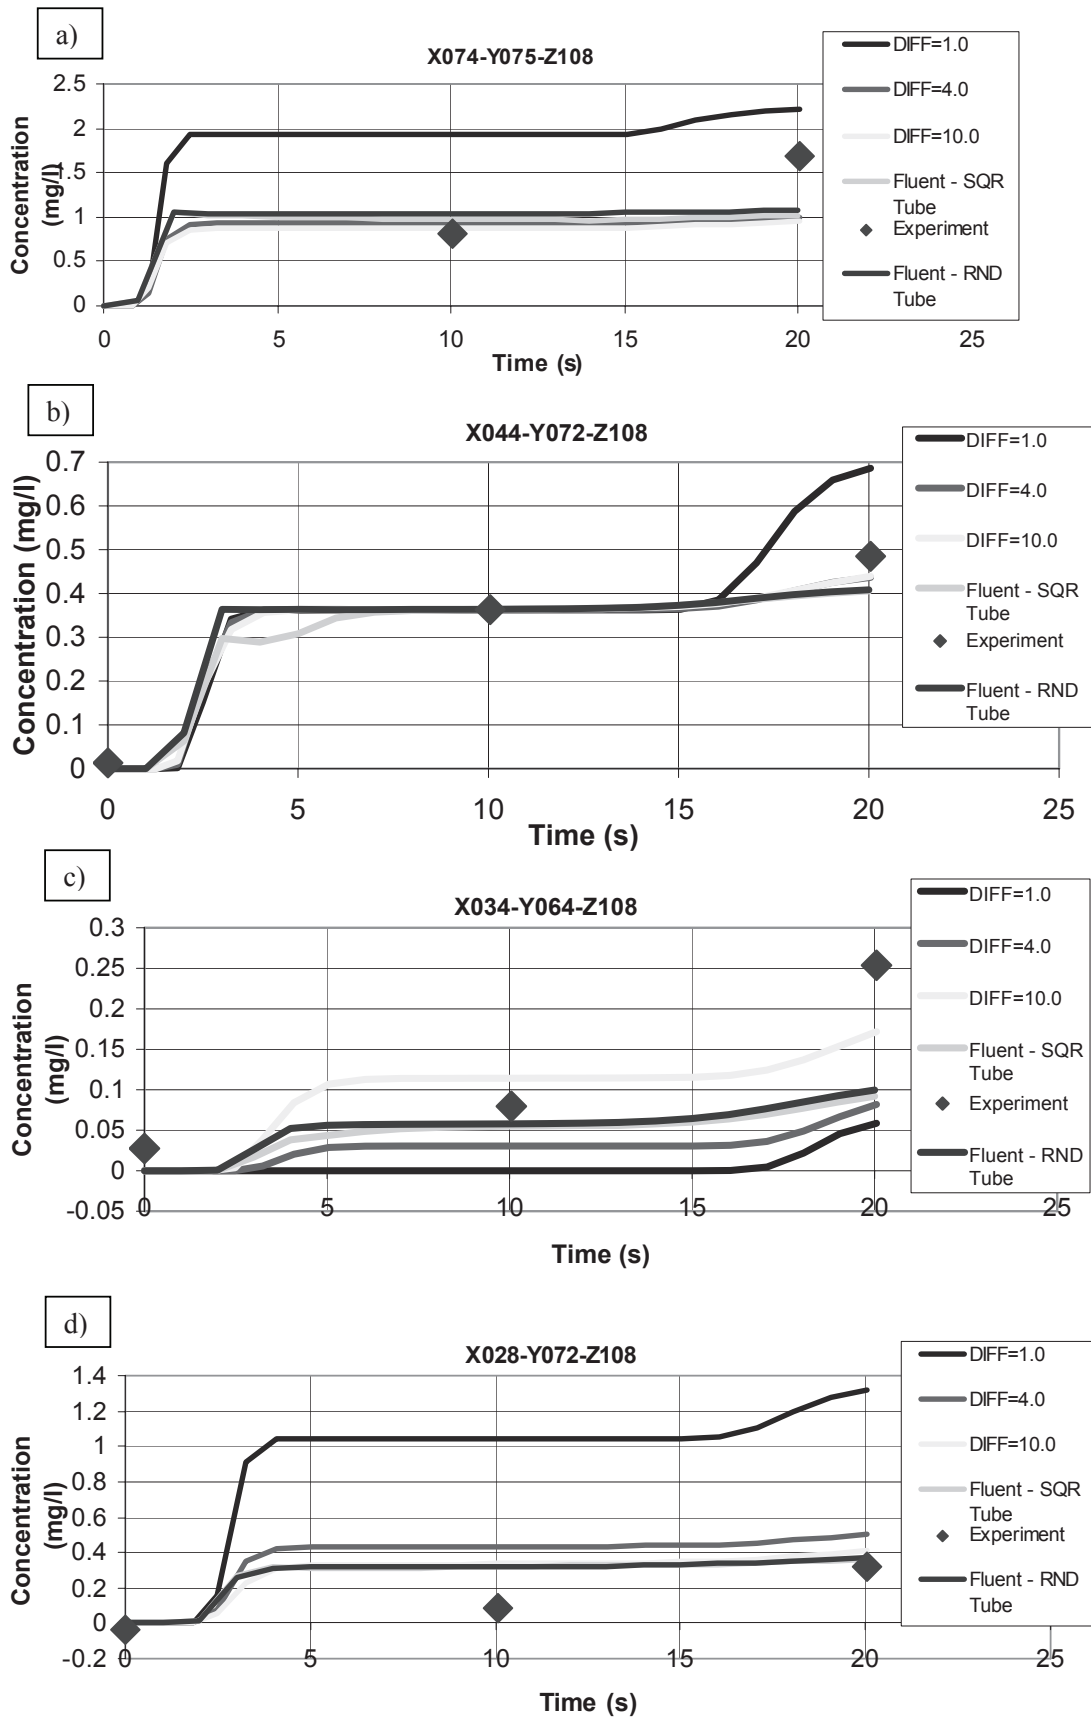 a)
X074-Y075-Z108
Concentration
(mg/l)
2.5
2
1.5
1
0.5
0
0 5 10 15 20 25
Time (s)
DIFF=1.0
DIFF=4.0
DIFF=10.0
Fluent - SQR
Tube
Experiment
Fluent - RND
Tube
b)
X044-Y072-Z108
Concentration (mg/l)
0.7
0.6
0.5
0.4
0.3
0.2
0.1
0
0 5 10 15 20 25
Time (s)
DIFF=1.0
DIFF=4.0
DIFF=10.0
Fluent - SQR
Tube
Experiment
Fluent - RND
Tube
c)
X034-Y064-Z108
Concentration
(mg/l)
0.3
0.25
0.2
0.15
0.1
0.05
0
-0.05
0 5 10 15 20 25
Time (s)
DIFF=1.0
DIFF=4.0
DIFF=10.0
Fluent - SQR
Tube
Experiment
Fluent - RND
Tube
d)
X028-Y072-Z108
Concentration
(mg/l)
1.4
1.2
1
0.8
0.6
0.4
0.2
0
-0.2
0 5 10 15 20 25
Time (s)
DIFF=1.0
DIFF=4.0
DIFF=10.0
Fluent - SQR
Tube
Experiment
Fluent - RND
Tube